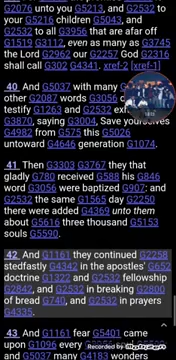 G2076 unto you G5213, and G2532 to
your G5216 children G5043, and
G2532 to all G3956 that are afar off
G1519 G3112, even as many as G3745
the Lord G2962 our G2257 God G2316
shall call G302 G4341. xref-2 [xref-1]
40 And G5037 with many G
other G2087 words G3056
testify G1263 and G2532 ex
G3870, saying G3004, Save yourselves
G4982 from G575 this G5026
untoward G4646 generation G1074.
41 Then G3303 G3767 they that
gladly G780 received G588 his G846
word G3056 were baptized G907: and
G2532 the same G1565 day G2250
there were added G4369 unto them
about G5616 three thousand G5153
souls G5590.
42 And G1161 they continued G2258
stedfastly G4342 in the apostles' G652
doctrine G1322 and G2532 fellowship
G2842, and G2532 in breaking G2800
of bread G740, and G2532 in prayers
G4335.
43 And G1161 fear G5401 came
upon G1096 every
and G5037 many G4183 wonders